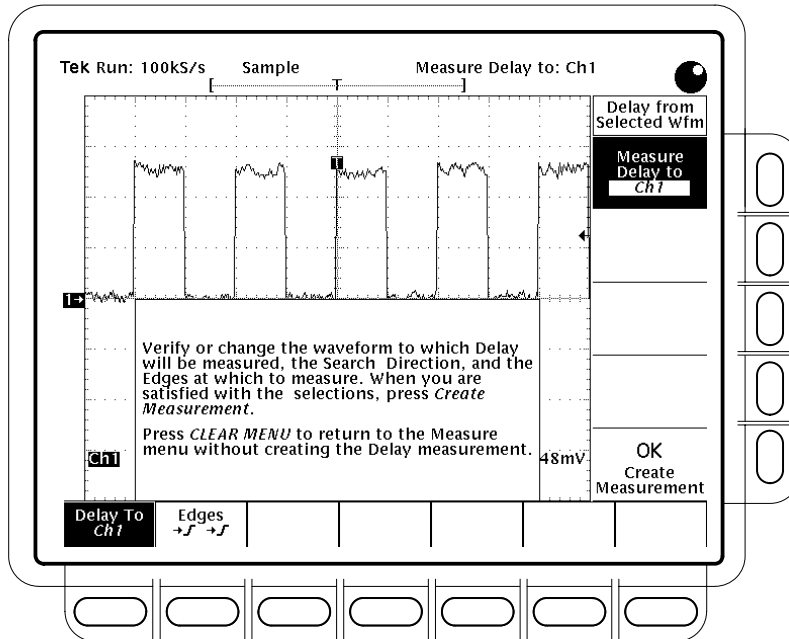 Tek Run: 100kS/s Sample Measure Delay to: Ch1
[ T ]
Delay from
Selected Wfm
Measure
Delay to
Ch1
T
1→
Verify or change the waveform to which Delay
will be measured, the Search Direction, and the
Edges at which to measure. When you are
satisfied with the selections, press Create
Measurement.
Press CLEAR MENU to return to the Measure
menu without creating the Delay measurement.
Ch1
48mV
OK
Create
Measurement
Delay To
Ch1
Edges